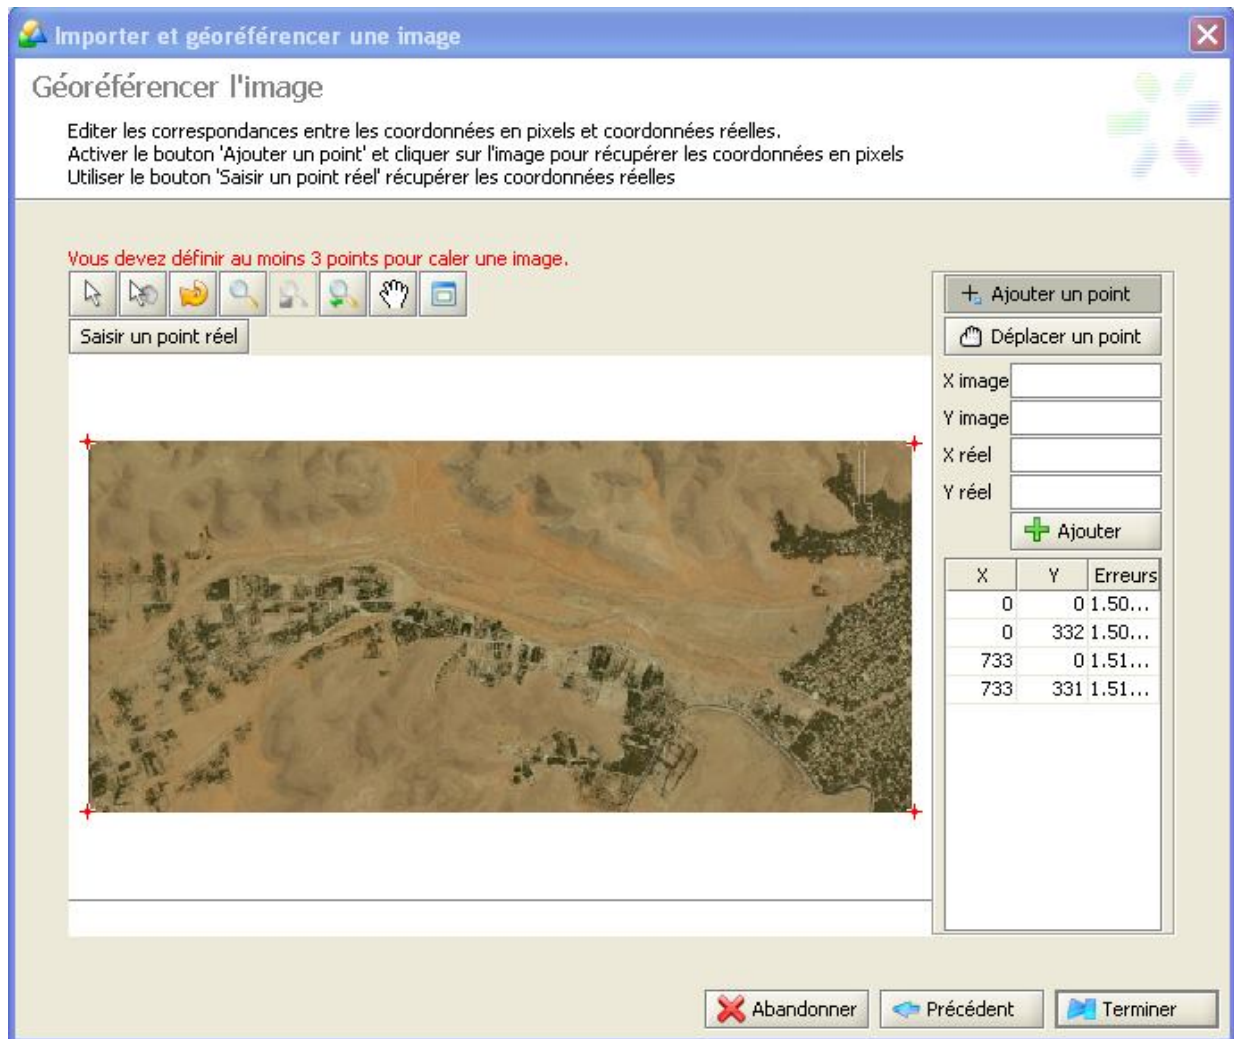 Importer et géoréférencer une image
Géoréférencer l'image
Editer les correspondances entre les coordonnées en pixels et coordonnées réelles.
Activer le bouton 'Ajouter un point' et cliquer sur l'image pour récupérer les coordonnées en pixels
Utiliser le bouton 'Saisir un point réel' récupérer les coordonnées réelles
Vous devez définir au moins 3 points pour caler une image.
Saisir un point réel
Ajouter un point
Déplacer un point
X image
Y image
X réel
Y réel
Ajouter
X Y Erreurs
0 0 1.50...
0 332 1.50...
733 0 1.51...
733 331 1.51...
Abandonner Précédent Terminer